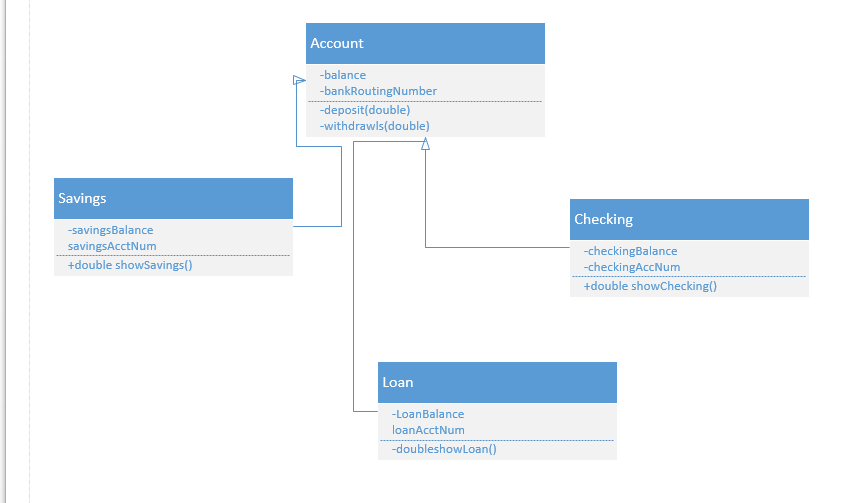 Account
-balance
-bankRoutingNumber
-deposit(double)
-withdrawls(double)
Savings
-savingsBalance
savingsAcctNum
+double showSavings()
Checking
-checkingBalance
-checkingAccNum
+double showChecking()
Loan
-LoanBalance
loanAcctNum
-doubleshowLoan()